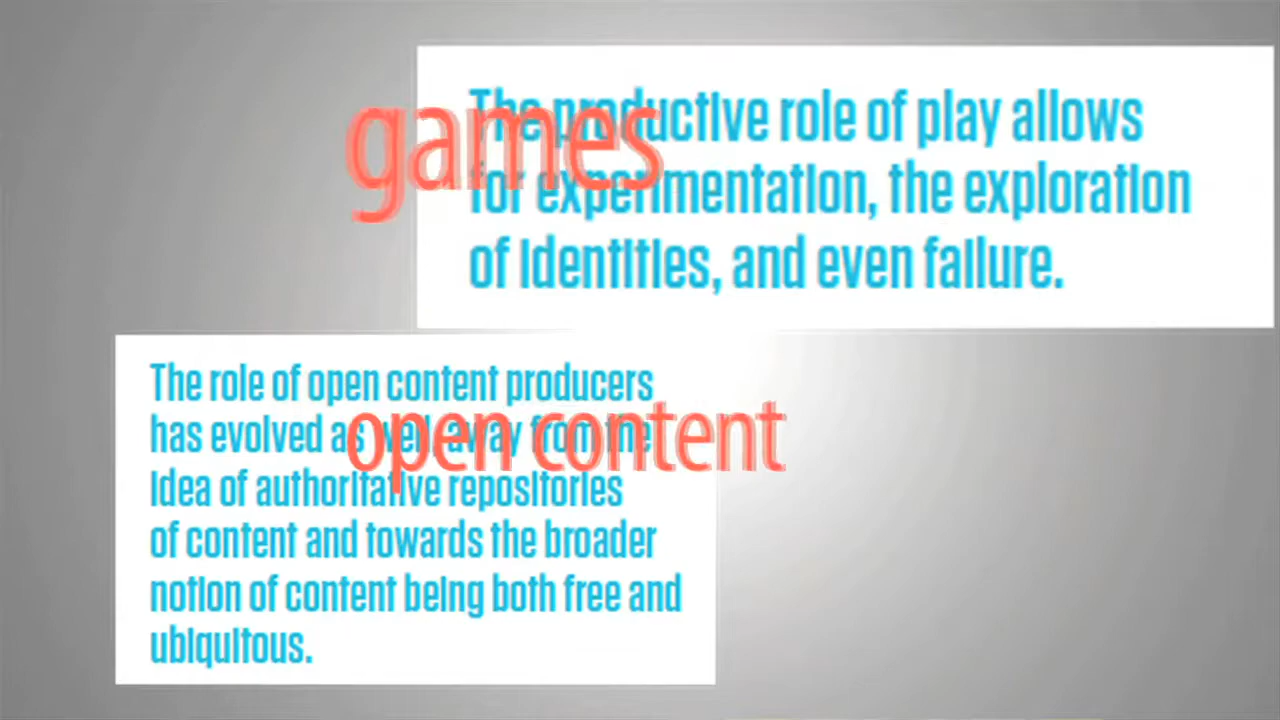 games
The productive role of play allows
for experimentation, the exploration
of identities, and even failure.
open content
The role of open content producers
has evolved as well, away from the
idea of authoritative repositories
of content and towards the broader
notion of content being both free and
ubiquitous.